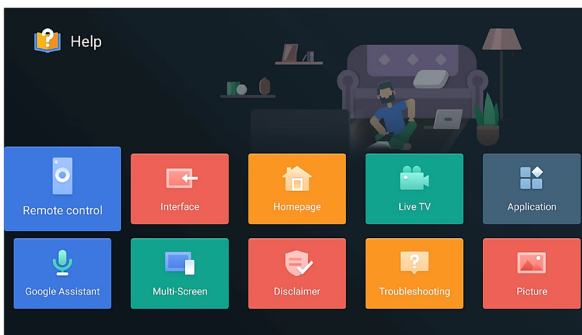 Help
Remote control
Interface
Homepage
Live TV
Application
Google Assistant
Multi-Screen
Disclaimer
Troubleshooting
Picture